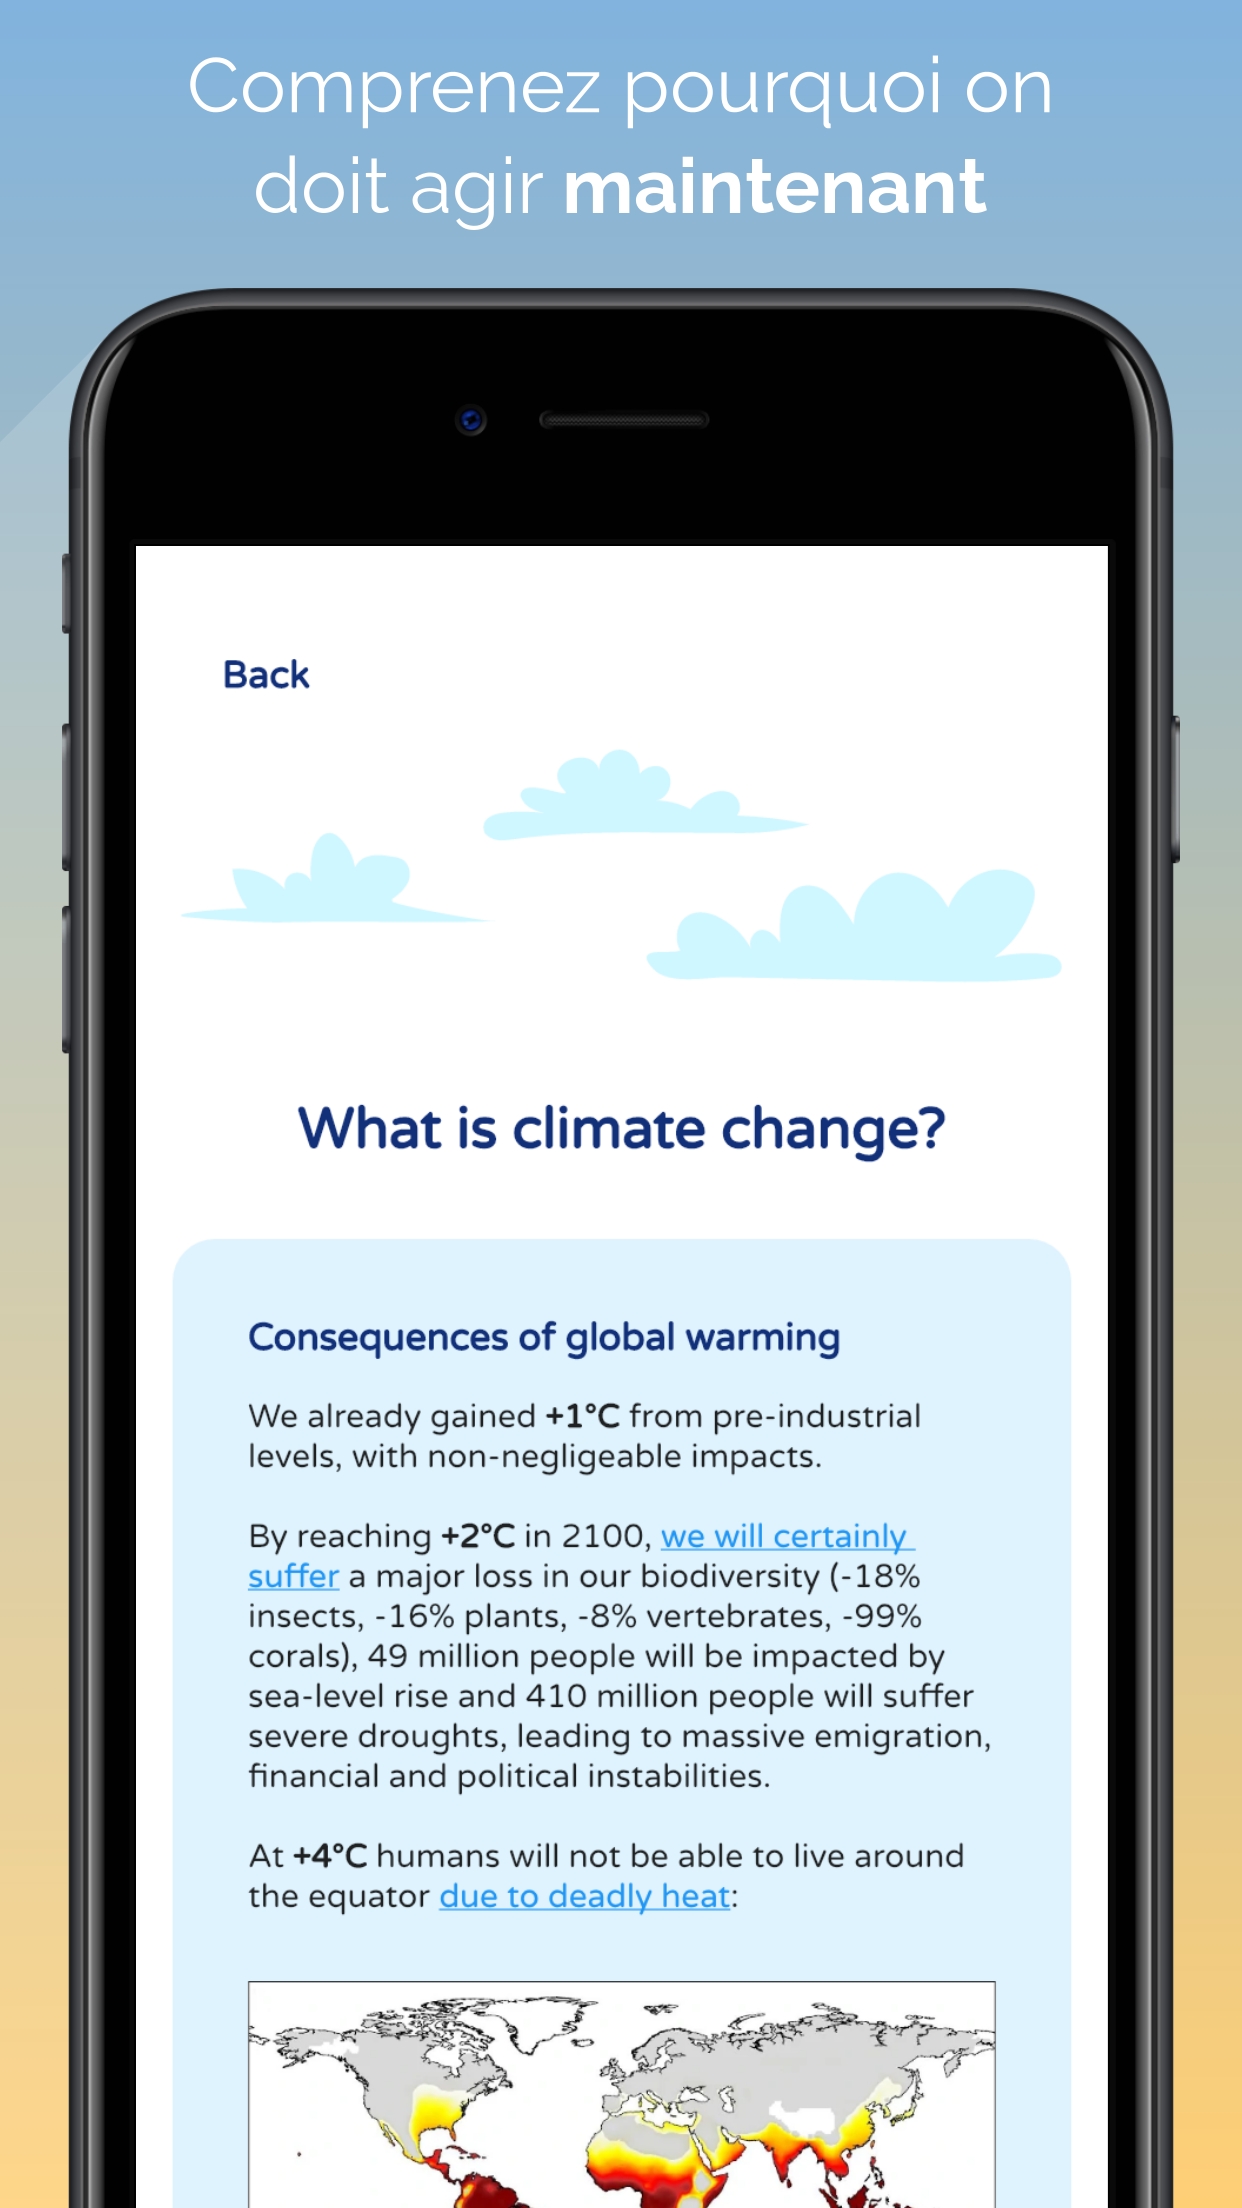 Comprenez pourquoi on
doit agir maintenant
Back
What is climate change?
Consequences of global warming
We already gained +1°C from pre-industrial
levels, with non-negligeable impacts.
By reaching +2°C in 2100, we will certainly
suffer a major loss in our biodiversity (-18%
insects, -16% plants, -8% vertebrates, -99%
corals), 49 million people will be impacted by
sea-level rise and 410 million people will suffer
severe droughts, leading to massive emigration,
financial and political instabilities.
At +4°C humans will not be able to live around
the equator due to deadly heat: